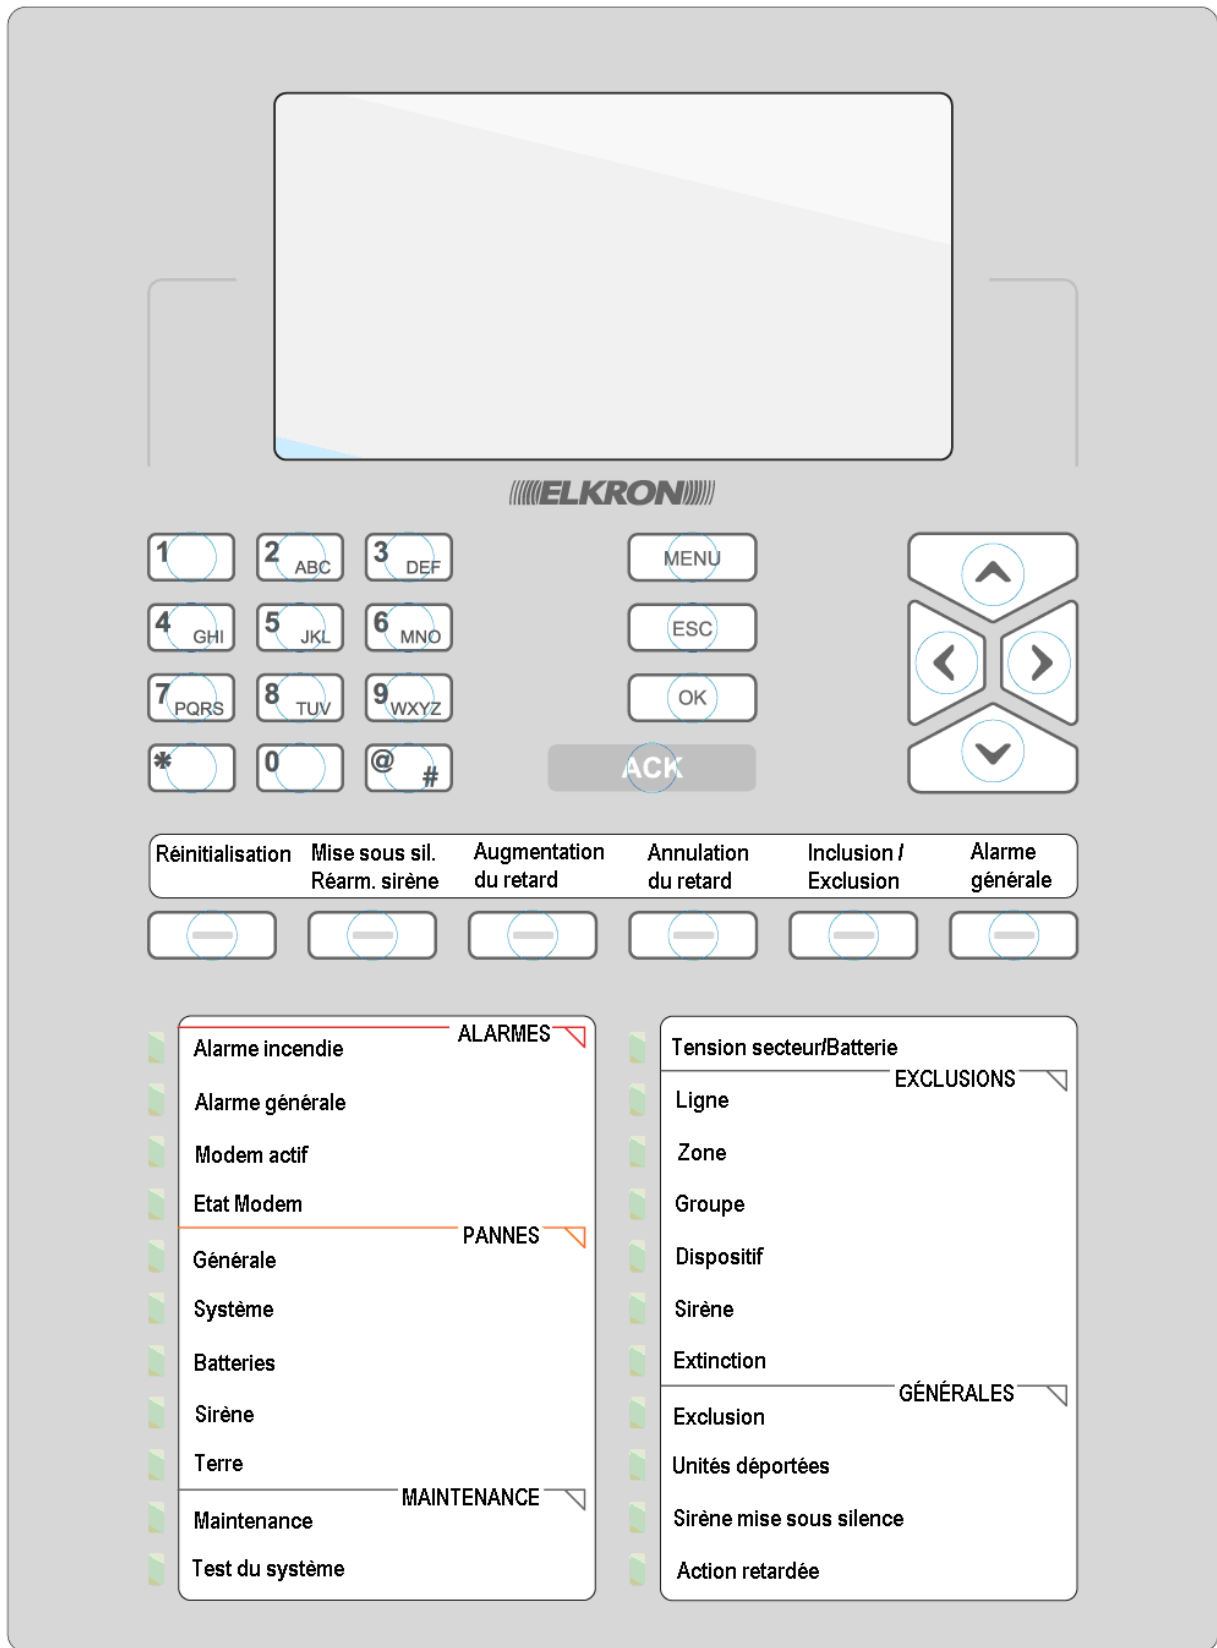 ELKRON
1
2 ABC
3 DEF
MENU
4 GHI
5 JKL
6 MNO
ESC
7 PQRS
8 TUV
9 WXYZ
OK
*
0
@ #
ACK
Réinitialisation
Mise sous sil.
Réarm. sirène
Augmentation
du retard
Annulation
du retard
Inclusion /
Exclusion
Alarme
générale
ALARMES
Alarme incendie
Alarme générale
Modem actif
Etat Modem
PANNES
Générale
Système
Batteries
Sirène
Terre
MAINTENANCE
Maintenance
Test du système
Tension secteur/Batterie
EXCLUSIONS
Ligne
Zone
Groupe
Dispositif
Sirène
Extinction
GÉNÉRALES
Exclusion
Unités déportées
Sirène mise sous silence
Action retardée